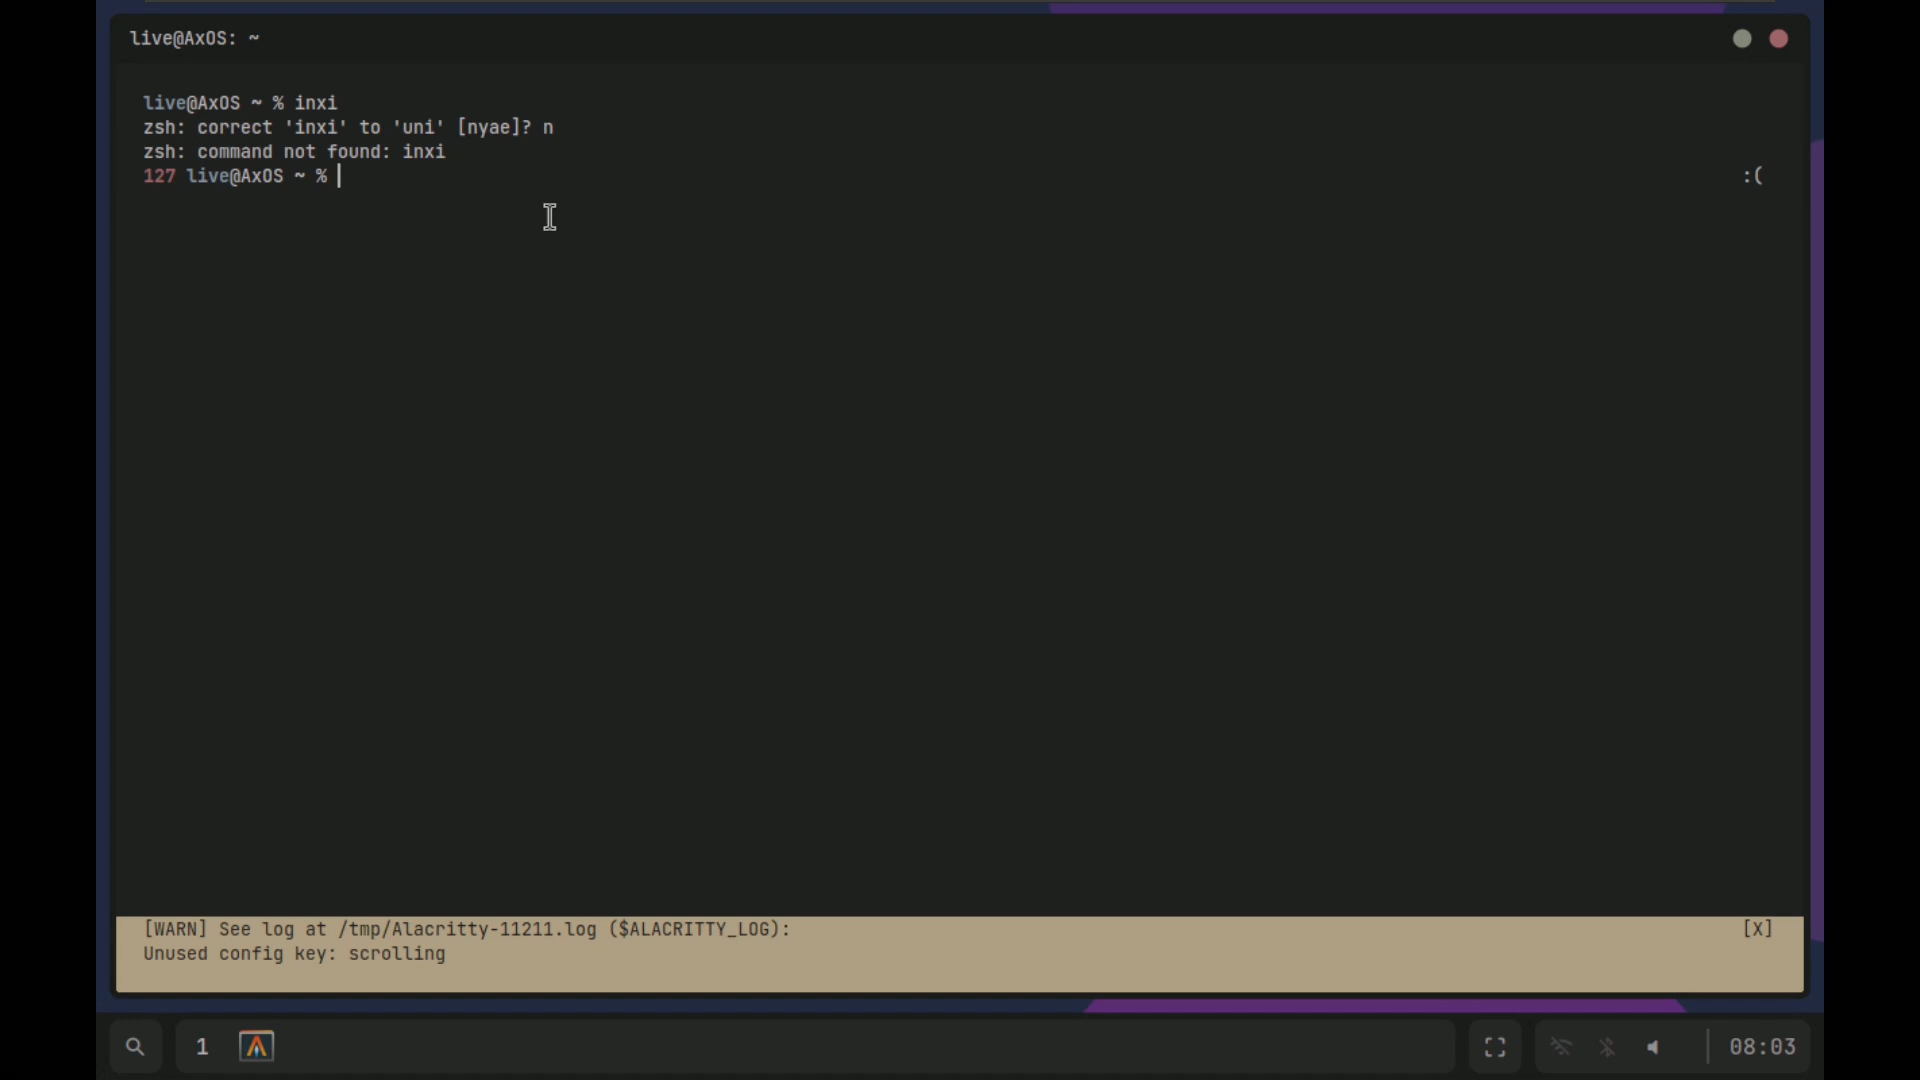 live@AxOS: ~
live@AxOS ~ % inxi
zsh: correct 'inxi' to 'uni' [nyae]? n
zsh: command not found: inxi
127 live@AxOS ~ % :(
[WARN] See log at /tmp/Alacritty-11211.log ($ALACRITTY_LOG): [X]
Unused config key: scrolling
1 08:03